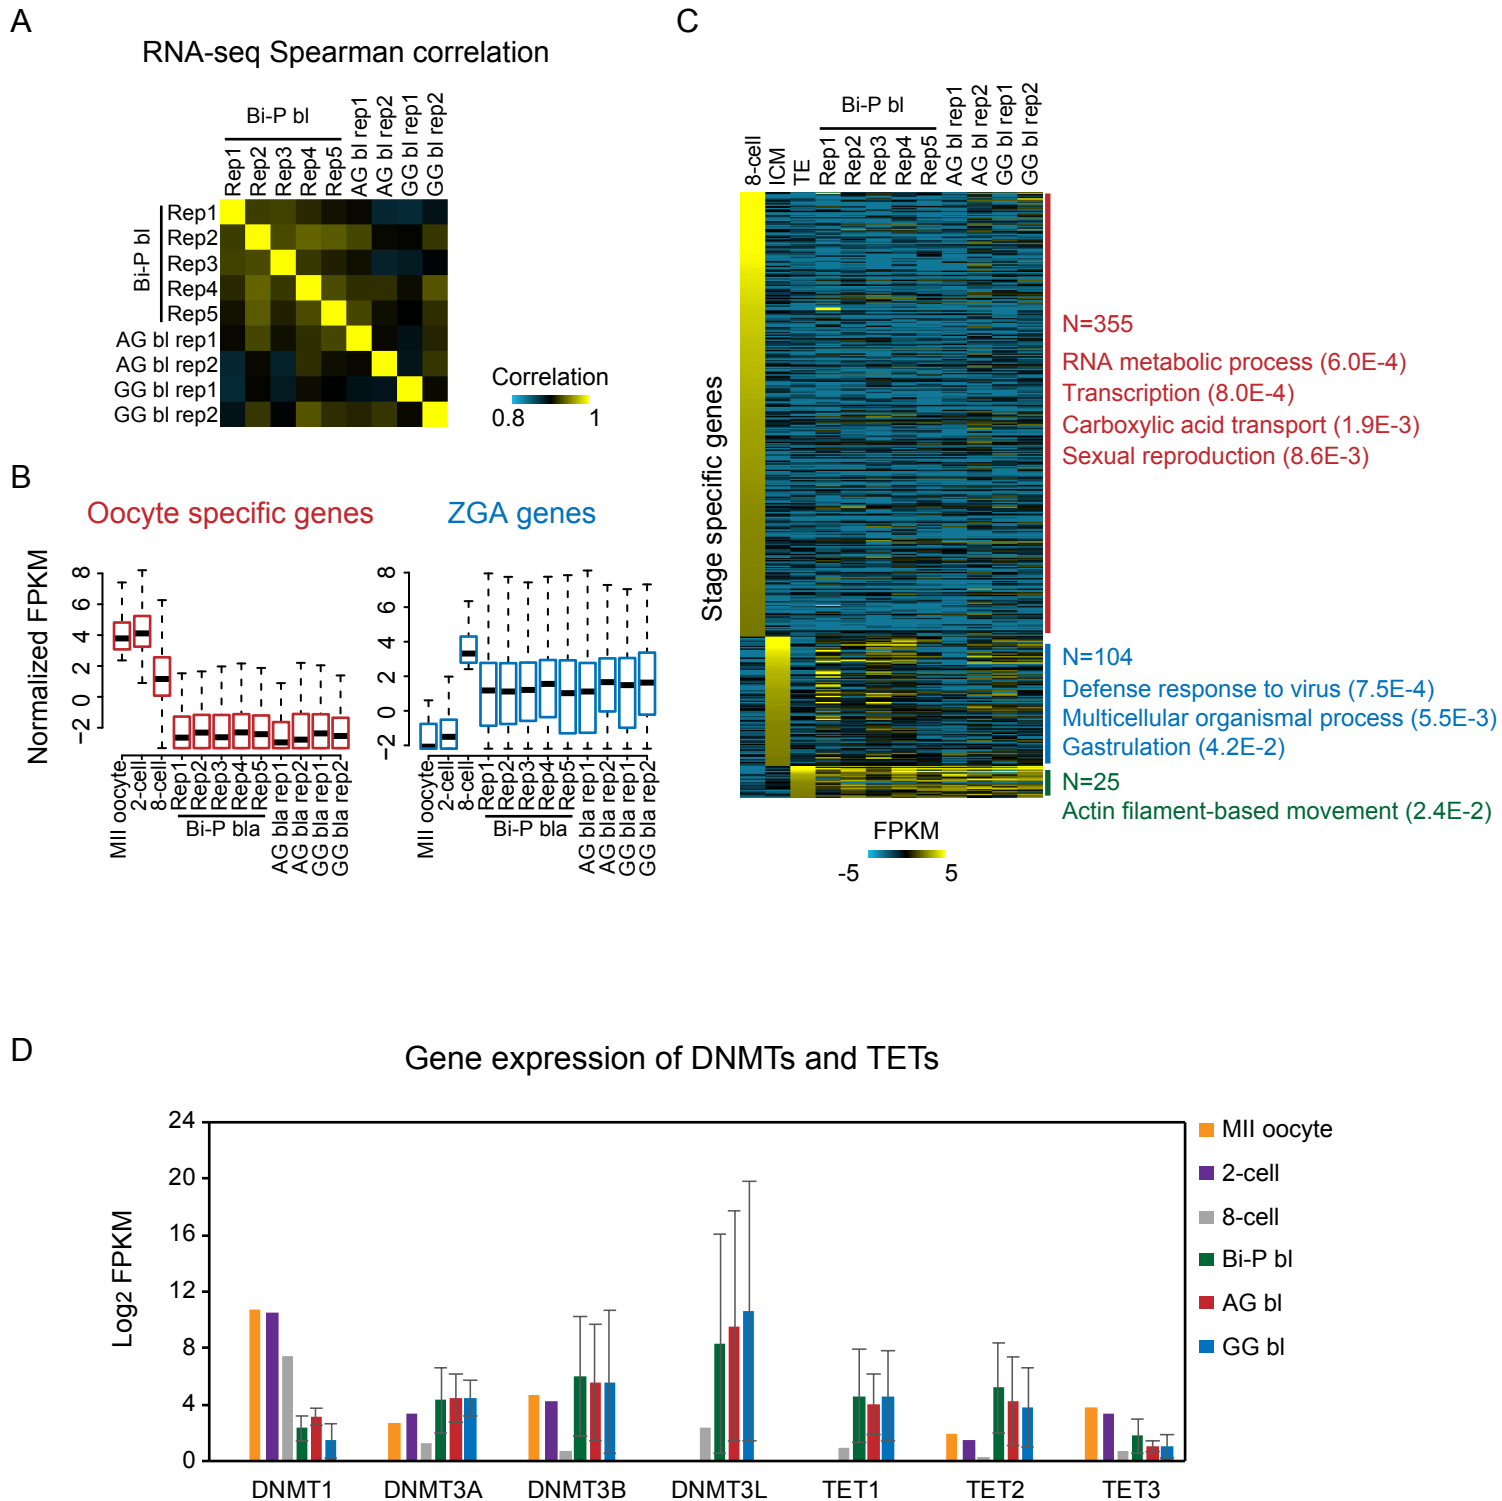 A
RNA-seq Spearman correlation
Bi-P bl
Rep1
Rep2
Rep3
Rep4
Rep5
AG bl rep1
AG bl rep2
GG bl rep1
GG bl rep2
Bi-P bl
Rep1
Rep2
Rep3
Rep4
Rep5
AG bl rep1
AG bl rep2
GG bl rep1
GG bl rep2
Correlation
0.8 1
B
Oocyte specific genes
Normalized FPKM
8
6
4
2
0
−2
MII oocyte
2-cell
8-cell
Rep1
Rep2
Rep3
Rep4
Rep5
Bi-P bla
AG bla rep1
AG bla rep2
GG bla rep1
GG bla rep2
ZGA genes
8
6
4
2
0
−2
MII oocyte
2-cell
8-cell
Rep1
Rep2
Rep3
Rep4
Rep5
Bi-P bla
AG bla rep1
AG bla rep2
GG bla rep1
GG bla rep2
C
Bi-P bl
8-cell
ICM
TE
Rep1
Rep2
Rep3
Rep4
Rep5
AG bl rep1
AG bl rep2
GG bl rep1
GG bl rep2
Stage specific genes
N=355
RNA metabolic process (6.0E-4)
Transcription (8.0E-4)
Carboxylic acid transport (1.9E-3)
Sexual reproduction (8.6E-3)
N=104
Defense response to virus (7.5E-4)
Multicellular organismal process (5.5E-3)
Gastrulation (4.2E-2)
N=25
Actin filament-based movement (2.4E-2)
FPKM
-5 5
D
Gene expression of DNMTs and TETs
Log2 FPKM
24
20
16
12
8
4
0
DNMT1 DNMT3A DNMT3B DNMT3L TET1 TET2 TET3
MII oocyte
2-cell
8-cell
Bi-P bl
AG bl
GG bl